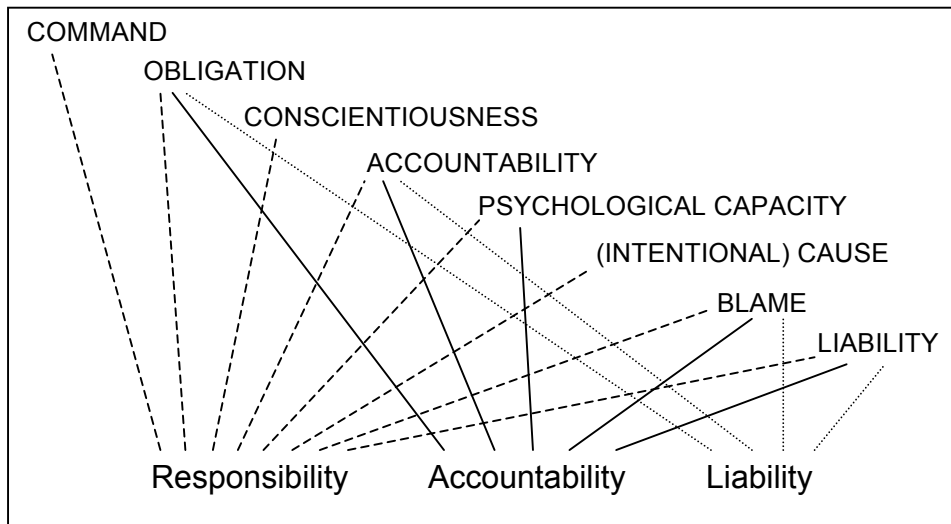 COMMAND
OBLIGATION
CONSCIENTIOUSNESS
ACCOUNTABILITY
PSYCHOLOGICAL CAPACITY
(INTENTIONAL) CAUSE
BLAME
LIABILITY
Responsibility Accountability Liability